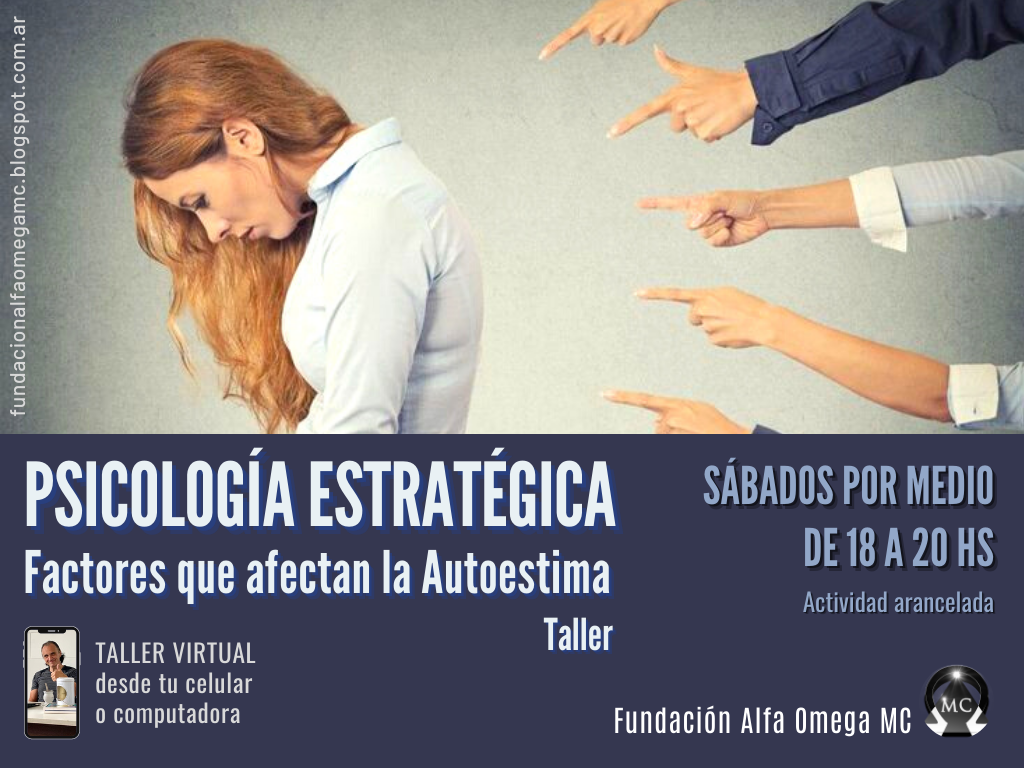 fundacionalfaomegamc.blogspot.com.ar
PSICOLOGÍA ESTRATÉGICA
Factores que afectan la Autoestima
Taller
SÁBADOS POR MEDIO
DE 18 A 20 HS
Actividad arancelada
TALLER VIRTUAL
desde tu celular
o computadora
Fundación Alfa Omega MC
MC